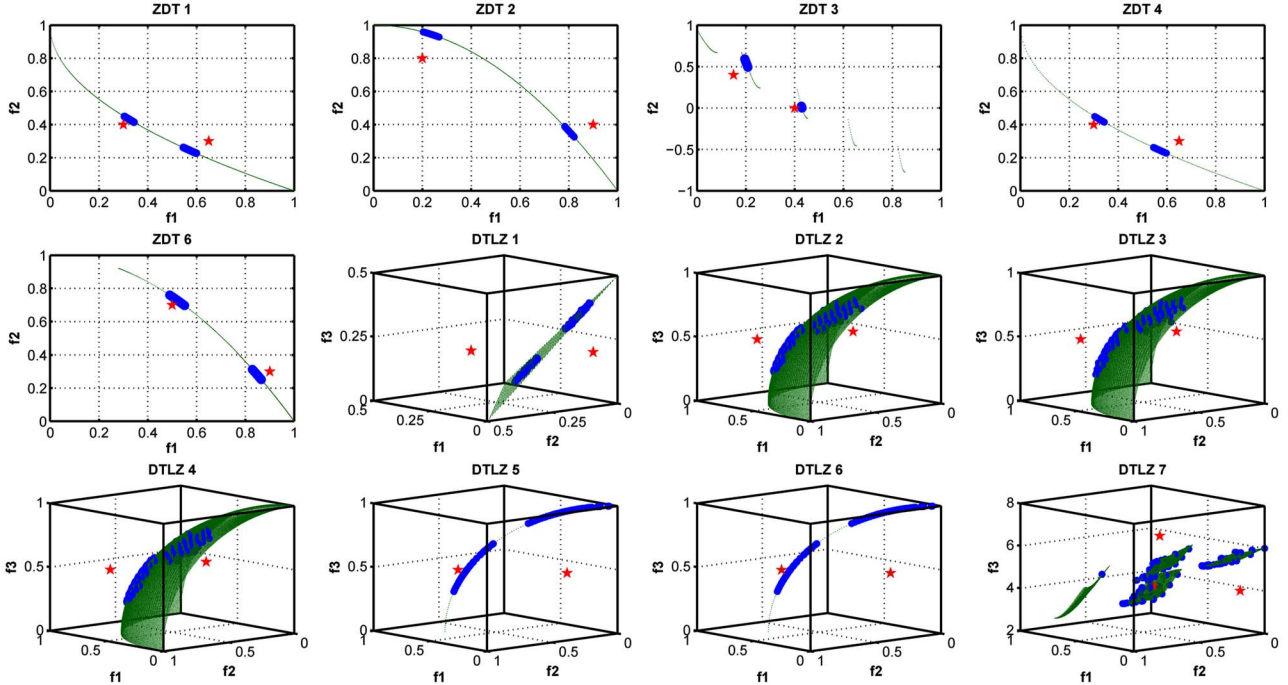 ZDT 1
1
0.8
0.6
0.4
0.2
0
f2
0 0.2 0.4 0.6 0.8 1
f1
ZDT 2
1
0.8
0.6
0.4
0.2
0
f2
0 0.2 0.4 0.6 0.8 1
f1
ZDT 3
1
0.5
0
−0.5
−1
f2
0 0.2 0.4 0.6 0.8 1
f1
ZDT 4
1
0.8
0.6
0.4
0.2
0
f2
0 0.2 0.4 0.6 0.8 1
f1
ZDT 6
1
0.8
0.6
0.4
0.2
0
f2
0 0.2 0.4 0.6 0.8 1
f1
DTLZ 1
0.5
0.25
0
f3
0.5 0.25 0
f1
0.5 0.25 0
f2
DTLZ 2
1
0.5
0
f3
1 0.5 0
f1
1 0.5 0
f2
DTLZ 3
1
0.5
0
f3
1 0.5 0
f1
1 0.5 0
f2
DTLZ 4
1
0.5
0
f3
1 0.5 0
f1
1 0.5 0
f2
DTLZ 5
1
0.5
0
f3
1 0.5 0
f1
1 0.5 0
f2
DTLZ 6
1
0.5
0
f3
1 0.5 0
f1
1 0.5 0
f2
DTLZ 7
8
6
4
2
f3
1 0.5 0
f1
1 0.5 0
f2